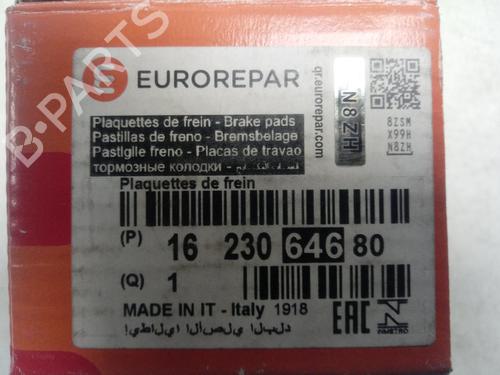 EUROREPAR
Plaquettes de frein - Brake pads
Pastillas de freno - Bremsbelage
Pastiglie freno - Placas de travao
тормозные колодки -
Plaquettes de frein
(P) 16 230 646 80
(Q) 1
MADE IN IT - Italy 1918
qr.eurorepar.com
N8ZH
8ZSM
X99H
N8ZH
EAC
INMETRO
B-PARTS